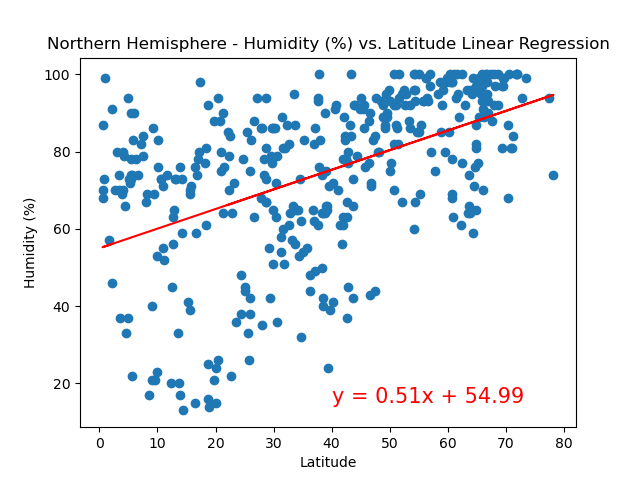 Northern Hemisphere - Humidity (%) vs. Latitude Linear Regression
100
80
60
40
20
Humidity (%)
y = 0.51x + 54.99
0 10 20 30 40 50 60 70 80
Latitude